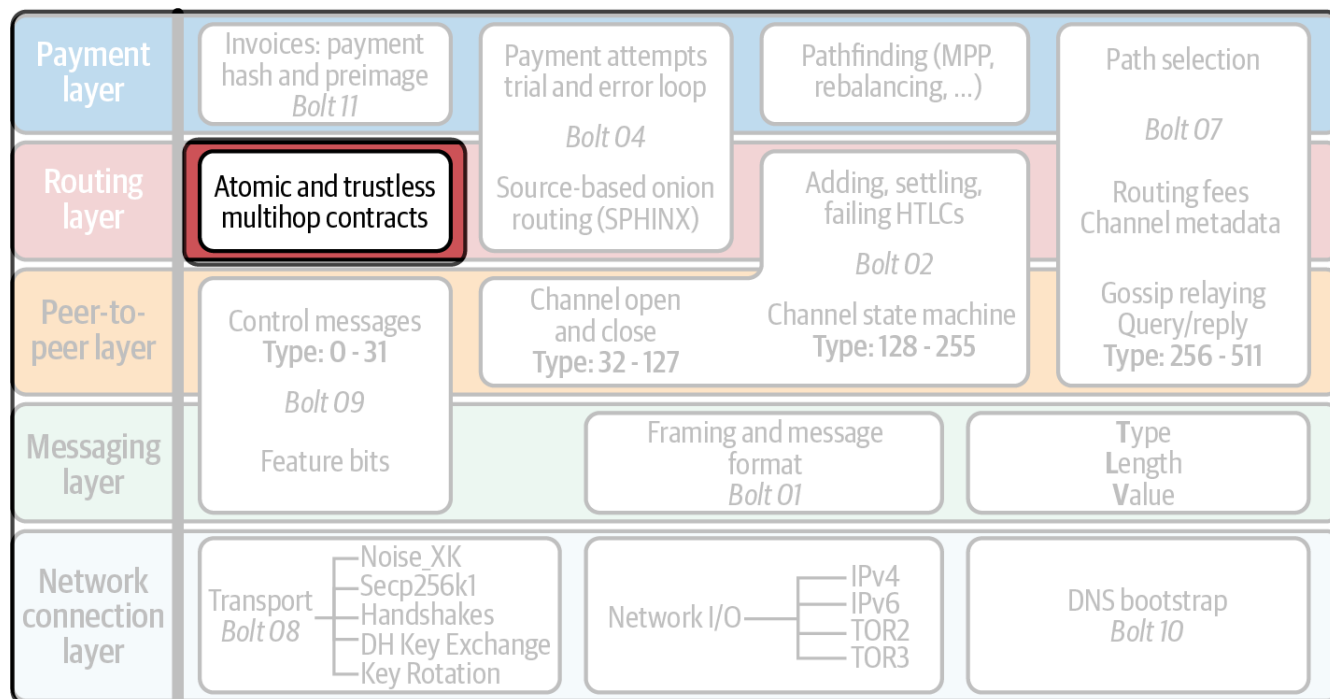 Payment
layer
Invoices: payment
hash and preimage
Bolt 11
Payment attempts
trial and error loop
Bolt 04
Source-based onion
routing (SPHINX)
Pathfinding (MPP,
rebalancing, ...)
Path selection
Bolt 07
Routing fees
Channel metadata
Gossip relaying
Query/reply
Type: 256 - 511
Routing
layer
Atomic and trustless
multihop contracts
Adding, settling,
failing HTLCs
Bolt 02
Channel state machine
Type: 128 - 255
Peer-to-
peer layer
Control messages
Type: 0 - 31
Bolt 09
Feature bits
Channel open
and close
Type: 32 - 127
Messaging
layer
Framing and message
format
Bolt 01
Type
Length
Value
Network
connection
layer
Transport
Bolt 08
Noise_XK
Secp256k1
Handshakes
DH Key Exchange
Key Rotation
Network I/O
IPv4
IPv6
TOR2
TOR3
DNS bootstrap
Bolt 10